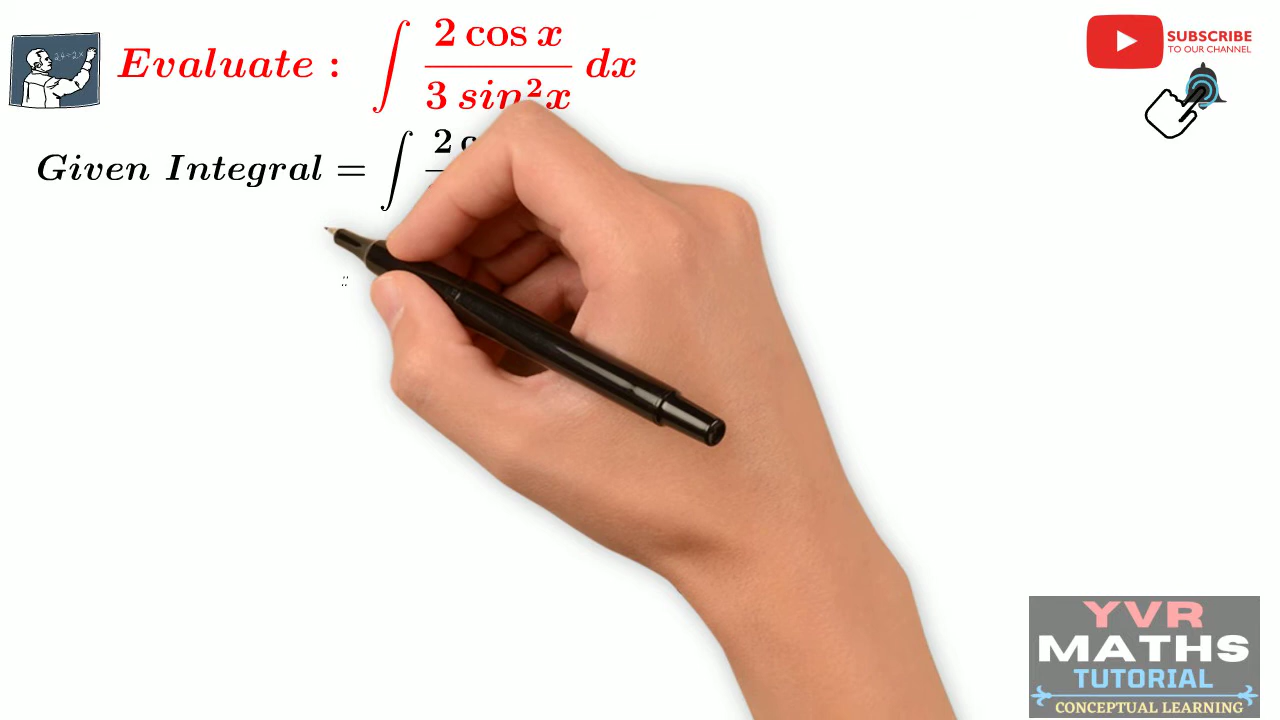 Evaluate : ∫ 2 cos x / 3 sin²x dx
SUBSCRIBE
TO OUR CHANNEL
Given Integral = ∫ 2
YVR
MATHS
TUTORIAL
CONCEPTUAL LEARNING